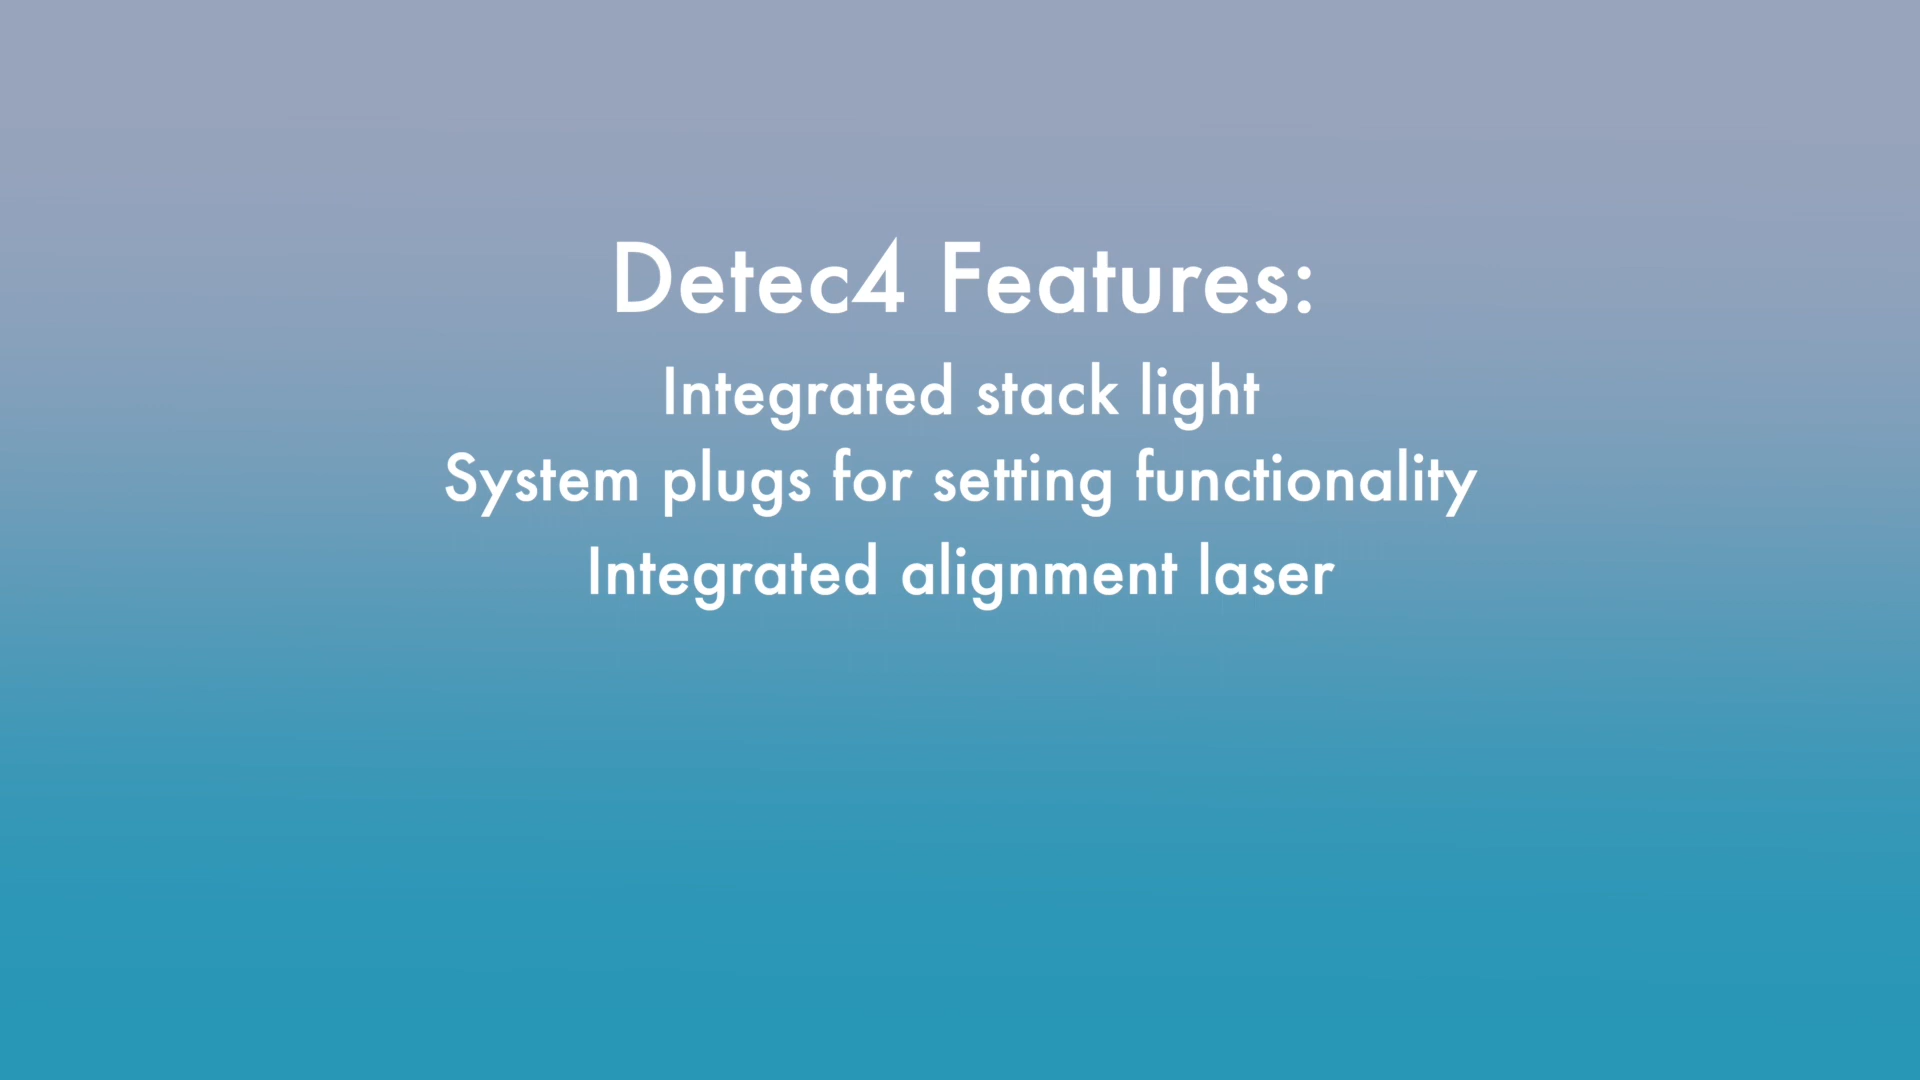 Detec4 Features:
Integrated stack light
System plugs for setting functionality
Integrated alignment laser